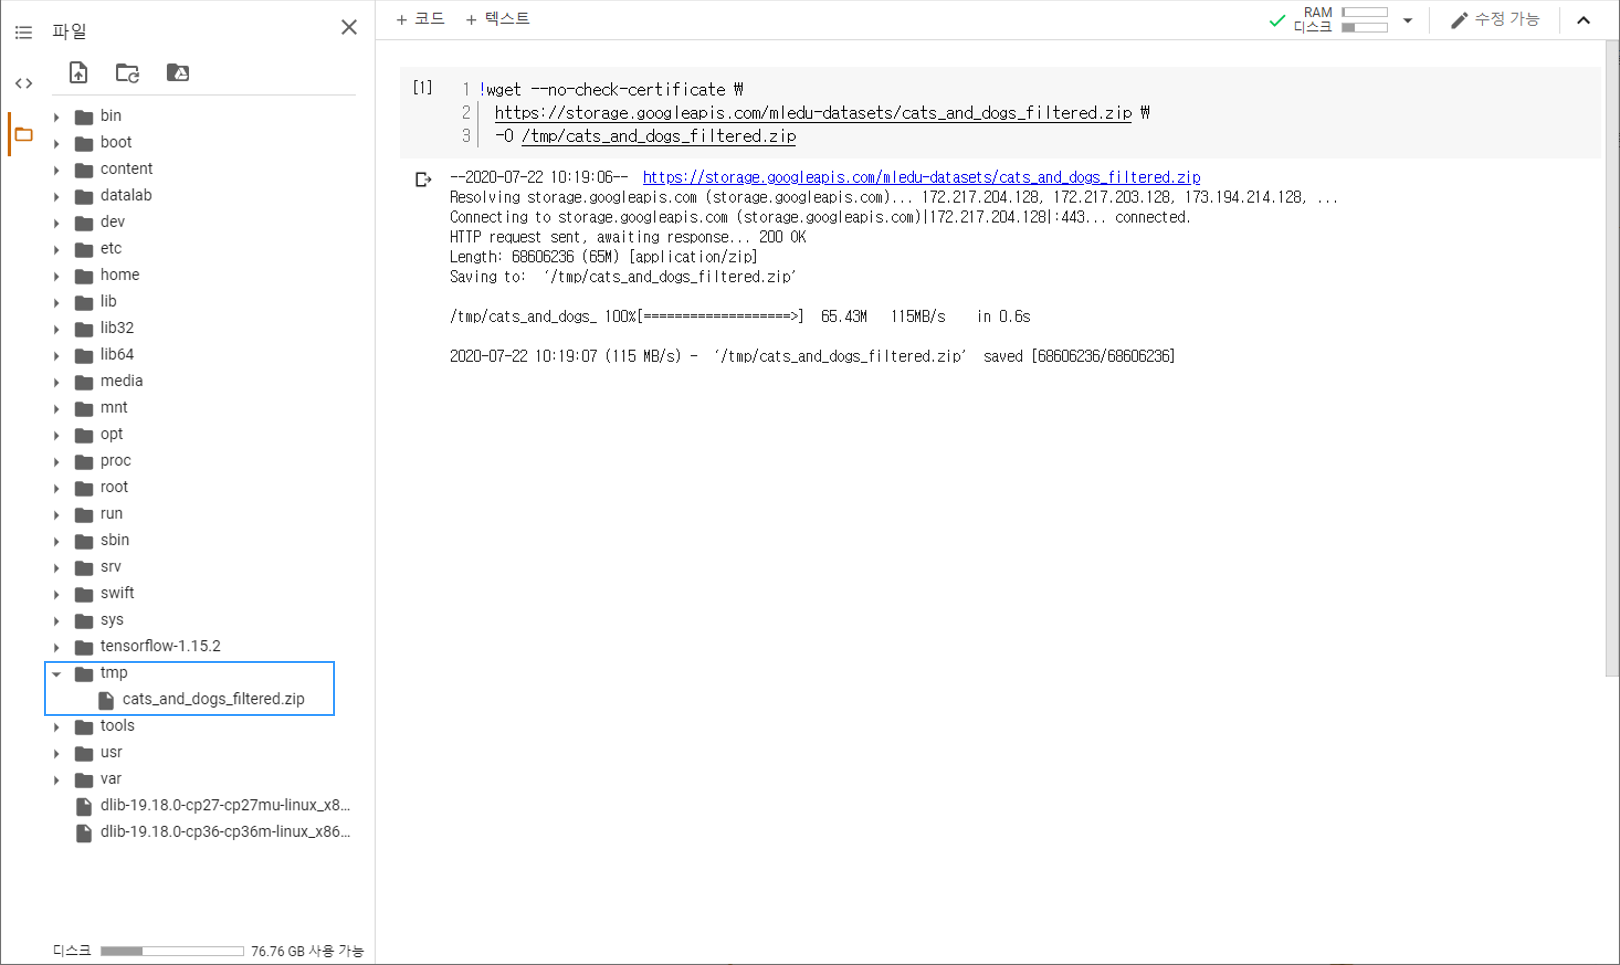 파일
+ 코드 + 텍스트
RAM
디스크
수정 가능
bin
boot
content
datalab
dev
etc
home
lib
lib32
lib64
media
mnt
opt
proc
root
run
sbin
srv
swift
sys
tensorflow-1.15.2
tmp
cats_and_dogs_filtered.zip
tools
usr
var
dlib-19.18.0-cp27-cp27mu-linux_x8...
dlib-19.18.0-cp36-cp36m-linux_x86...
디스크 76.76 GB 사용 가능
[1] 1 !wget --no-check-certificate ₩
2 https://storage.googleapis.com/mledu-datasets/cats_and_dogs_filtered.zip ₩
3 -O /tmp/cats_and_dogs_filtered.zip
--2020-07-22 10:19:06-- https://storage.googleapis.com/mledu-datasets/cats_and_dogs_filtered.zip
Resolving storage.googleapis.com (storage.googleapis.com)... 172.217.204.128, 172.217.203.128, 173.194.214.128, ...
Connecting to storage.googleapis.com (storage.googleapis.com)|172.217.204.128|:443... connected.
HTTP request sent, awaiting response... 200 OK
Length: 68606236 (65M) [application/zip]
Saving to: ‘/tmp/cats_and_dogs_filtered.zip’
/tmp/cats_and_dogs_ 100%[===================>] 65.43M 115MB/s in 0.6s
2020-07-22 10:19:07 (115 MB/s) - ‘/tmp/cats_and_dogs_filtered.zip’ saved [68606236/68606236]